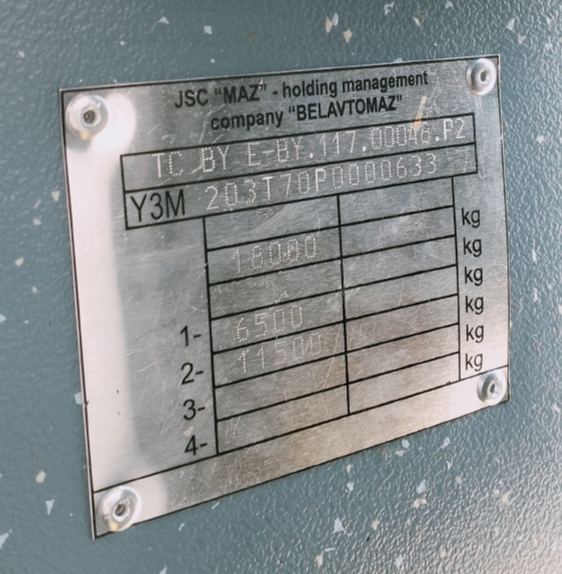 JSC "MAZ" - holding management
company "BELAVTOMAZ"
TC BY E-BY.117.00048.P2
Y3M 203T70P0000633
kg
18000 kg
kg
1- 6500 kg
2- 11500 kg
3- kg
4-